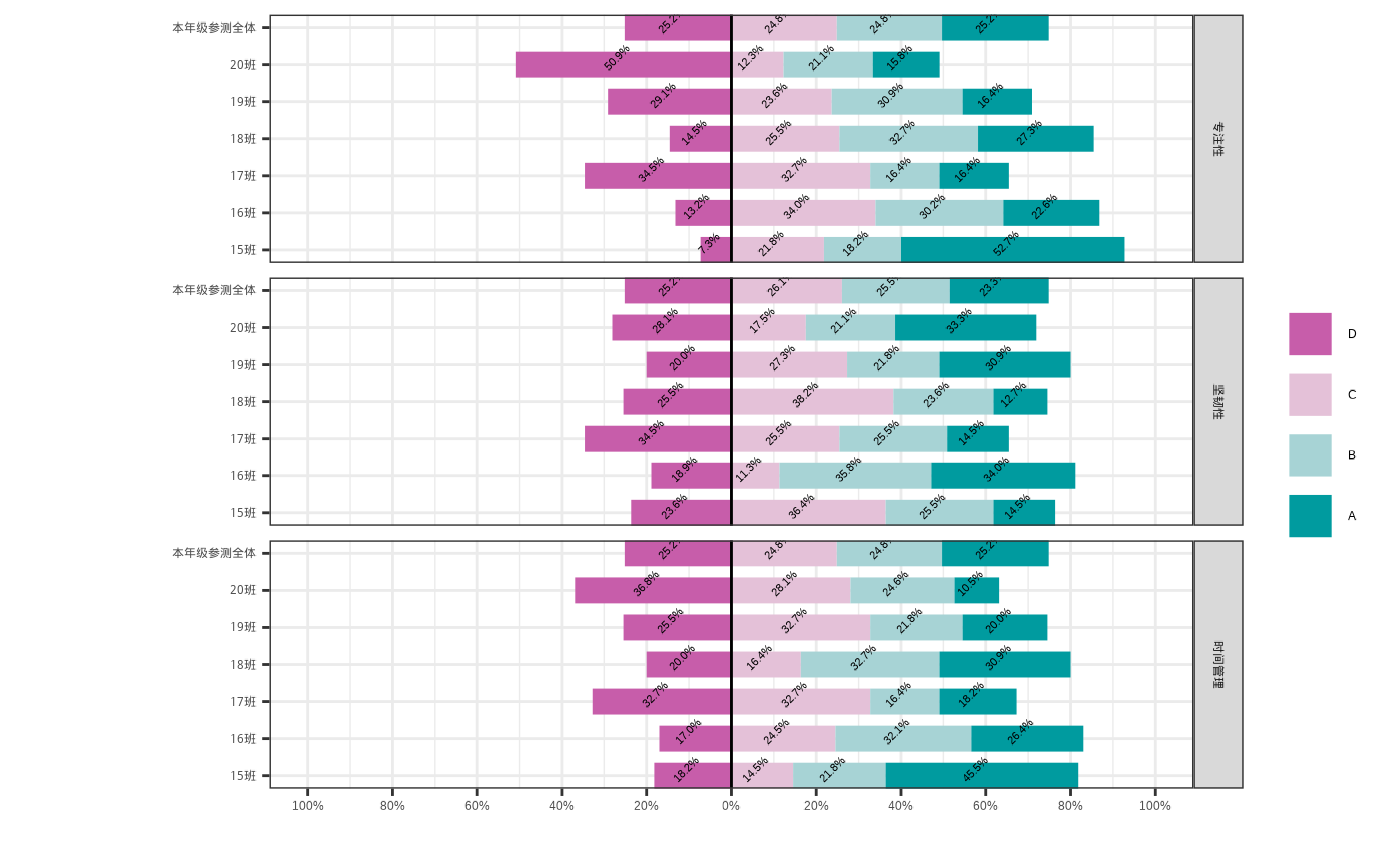 本年级参测全体 25.2% 24.8% 24.8% 25.2%
20班 50.9% 12.3% 21.1% 15.8%
19班 29.1% 23.6% 30.9% 16.4%
18班 14.5% 25.5% 32.7% 27.3%
17班 34.5% 32.7% 16.4% 16.4%
16班 13.2% 34.0% 30.2% 22.6%
15班 7.3% 21.8% 18.2% 52.7%
专注性
本年级参测全体 25.2% 26.1% 25.5% 23.3%
20班 28.1% 17.5% 21.1% 33.3%
19班 20.0% 27.3% 21.8% 30.9%
18班 25.5% 38.2% 23.6% 12.7%
17班 34.5% 25.5% 25.5% 14.5%
16班 18.9% 11.3% 35.8% 34.0%
15班 23.6% 36.4% 25.5% 14.5%
坚韧性
本年级参测全体 25.2% 24.8% 24.8% 25.2%
20班 36.8% 28.1% 24.6% 10.5%
19班 25.5% 32.7% 21.8% 20.0%
18班 20.0% 16.4% 32.7% 30.9%
17班 32.7% 32.7% 16.4% 18.2%
16班 17.0% 24.5% 32.1% 26.4%
15班 18.2% 14.5% 21.8% 45.5%
时间管理
100% 80% 60% 40% 20% 0% 20% 40% 60% 80% 100%
D
C
B
A